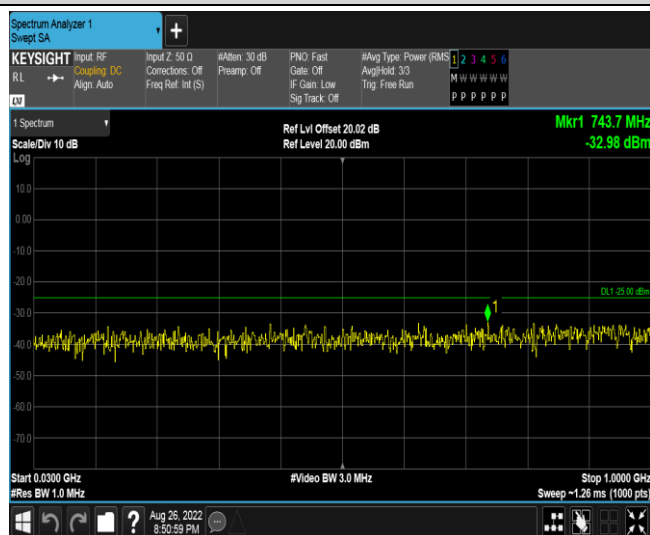 Spectrum Analyzer 1
Swept SA
+
KEYSIGHT Input: RF Input Z: 50 Ω #Atten: 30 dB PNO: Fast #Avg Type: Power (RMS 1 2 3 4 5 6
RL Coupling: DC Corrections: Off Preamp: Off Gate: Off Avg|Hold: 3/3 M W W W W W
Align: Auto Freq Ref: Int (S) IF Gain: Low Trig: Free Run
LXI Sig Track: Off P P P P P P
1 Spectrum Ref Lvl Offset 20.02 dB Mkr1 743.7 MHz
Scale/Div 10 dB Ref Level 20.00 dBm -32.98 dBm
Log
10.0
0.00
-10.0
-20.0
DL1 -25.00 dBm
1
-30.0
-40.0
-50.0
-60.0
-70.0
Start 0.0300 GHz #Video BW 3.0 MHz Stop 1.0000 GHz
#Res BW 1.0 MHz Sweep ~1.26 ms (1000 pts)
? Aug 26, 2022
8:50:59 PM